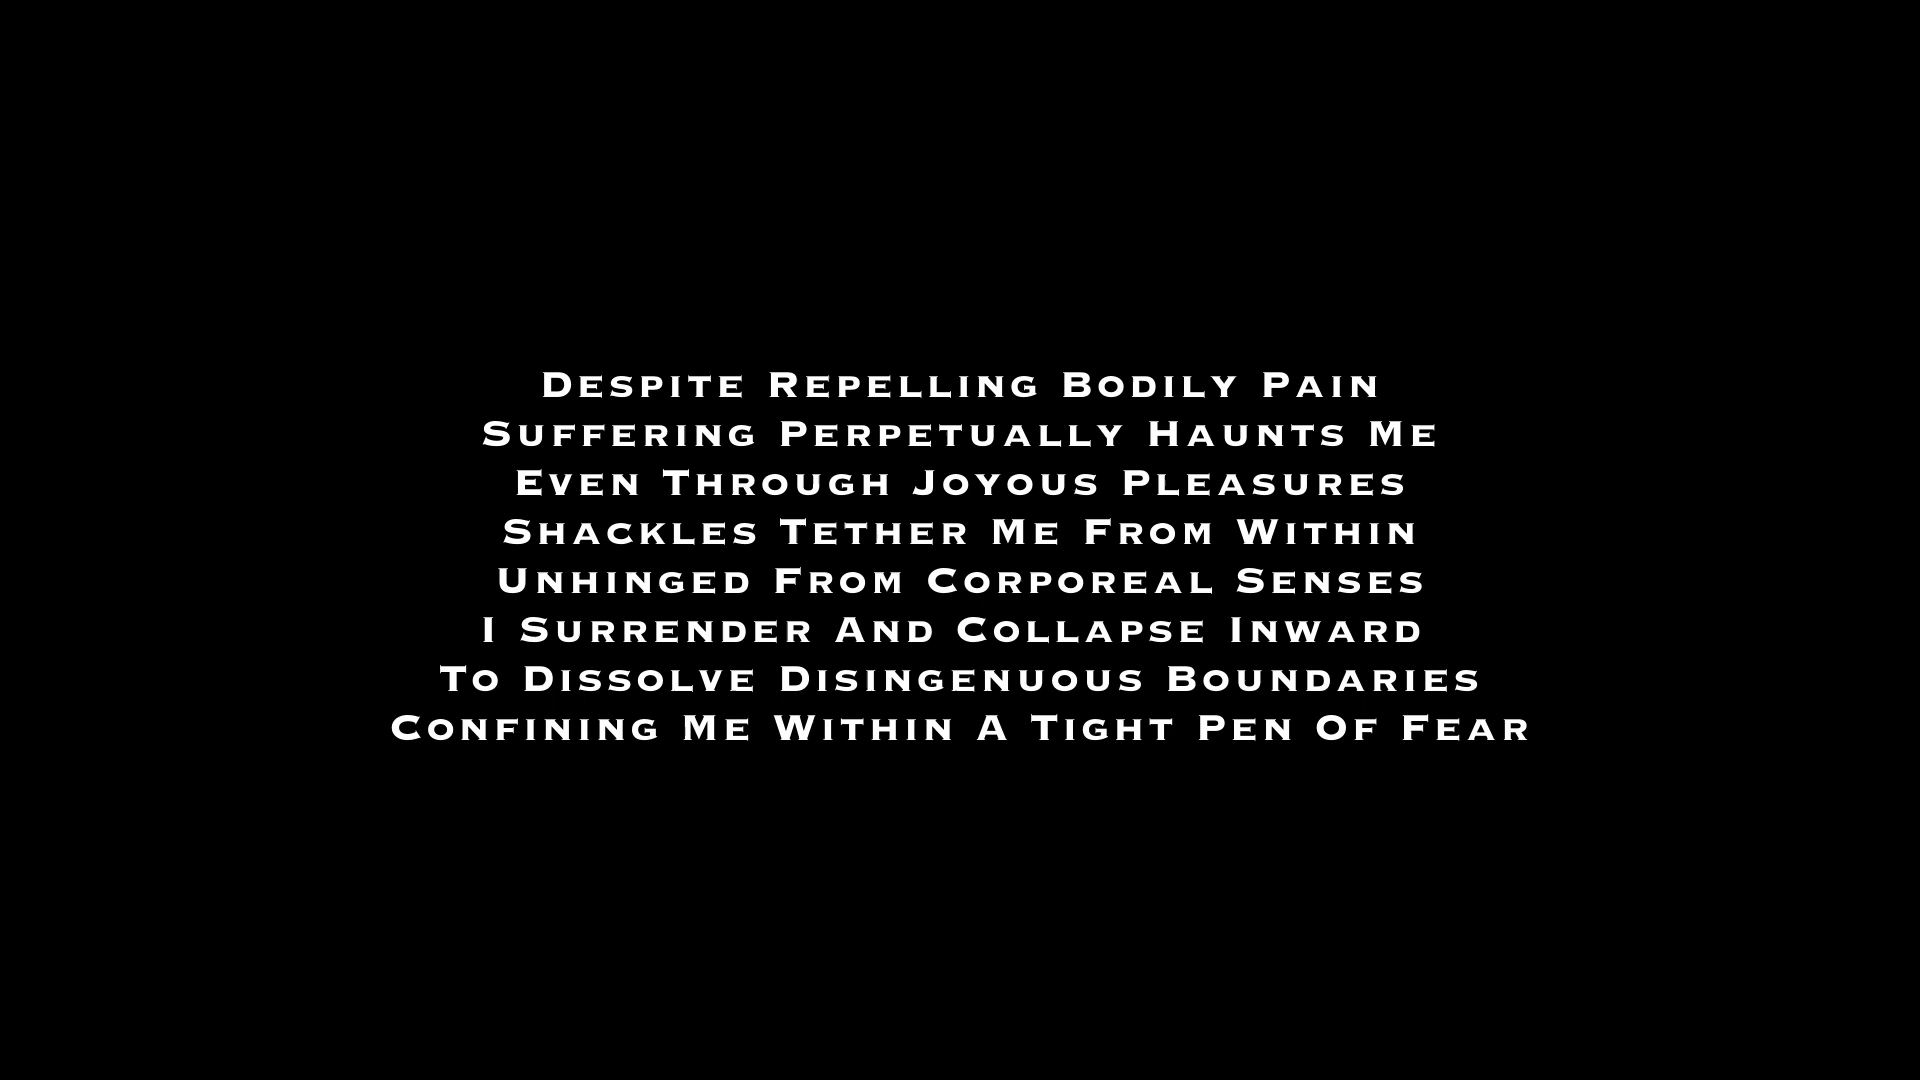 Despite Repelling Bodily Pain
Suffering Perpetually Haunts Me
Even Through Joyous Pleasures
Shackles Tether Me From Within
Unhinged From Corporeal Senses
I Surrender And Collapse Inward
To Dissolve Disingenuous Boundaries
Confining Me Within A Tight Pen Of Fear